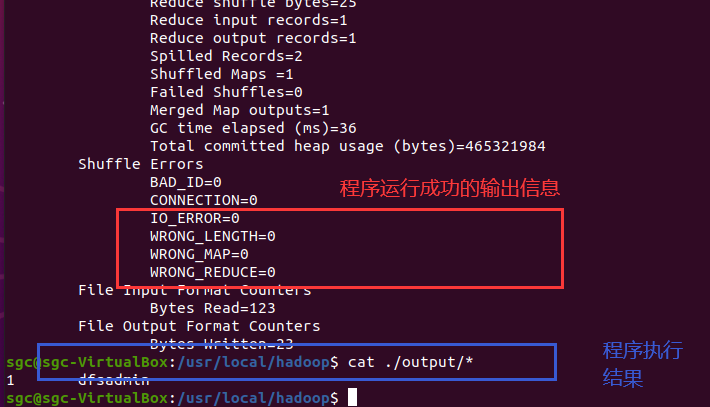 Reduce shuffle bytes=25
Reduce input records=1
Reduce output records=1
Spilled Records=2
Shuffled Maps =1
Failed Shuffles=0
Merged Map outputs=1
GC time elapsed (ms)=36
Total committed heap usage (bytes)=465321984
Shuffle Errors
BAD_ID=0
CONNECTION=0
程序运行成功的输出信息
IO_ERROR=0
WRONG_LENGTH=0
WRONG_MAP=0
WRONG_REDUCE=0
File Input Format Counters
Bytes Read=123
File Output Format Counters
Bytes Written=23
sgc@sgc-VirtualBox:/usr/local/hadoop$ cat ./output/*
程序执行
结果
1 dfsadmin
sgc@sgc-VirtualBox:/usr/local/hadoop$